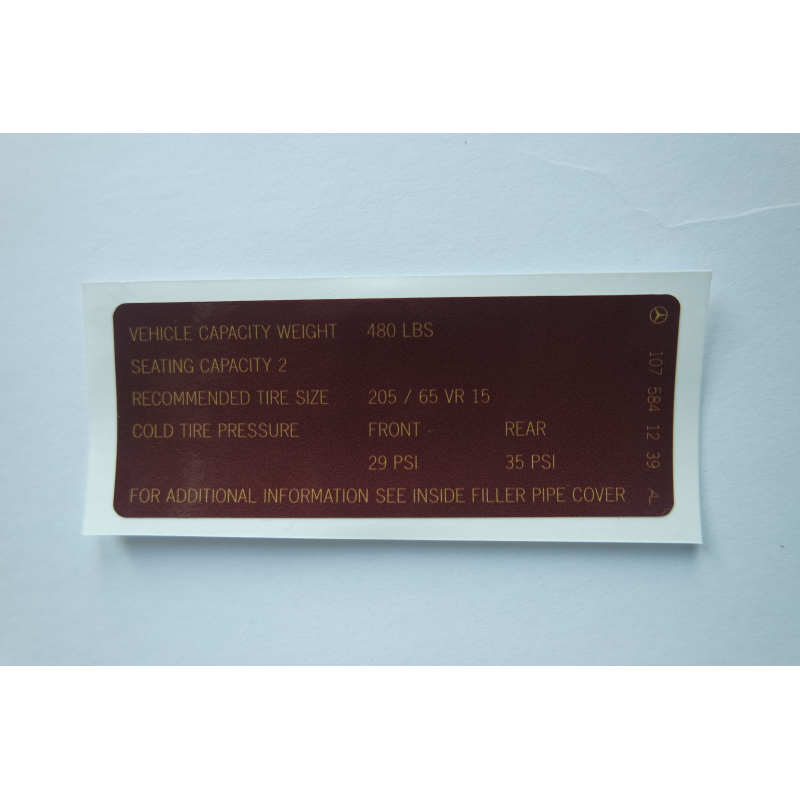 VEHICLE CAPACITY WEIGHT 480 LBS
SEATING CAPACITY 2
RECOMMENDED TIRE SIZE 205 / 65 VR 15
COLD TIRE PRESSURE FRONT - REAR
29 PSI 35 PSI
FOR ADDITIONAL INFORMATION SEE INSIDE FILLER PIPE COVER
107 584 12 39 A